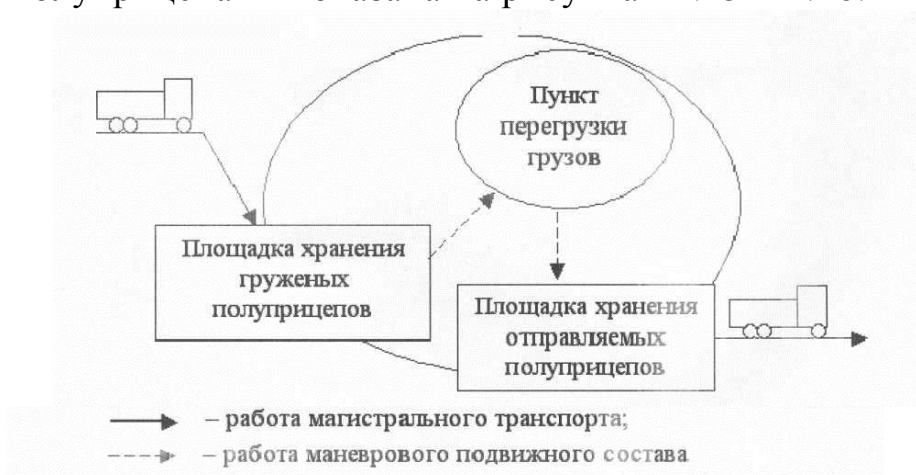 Пункт
перегрузки
грузов
Площадка хранения
груженых
полуприцепов
Площадка хранения
отправляемых
полуприцепов
– работа магистрального транспорта;
– работа маневрового подвижного состава